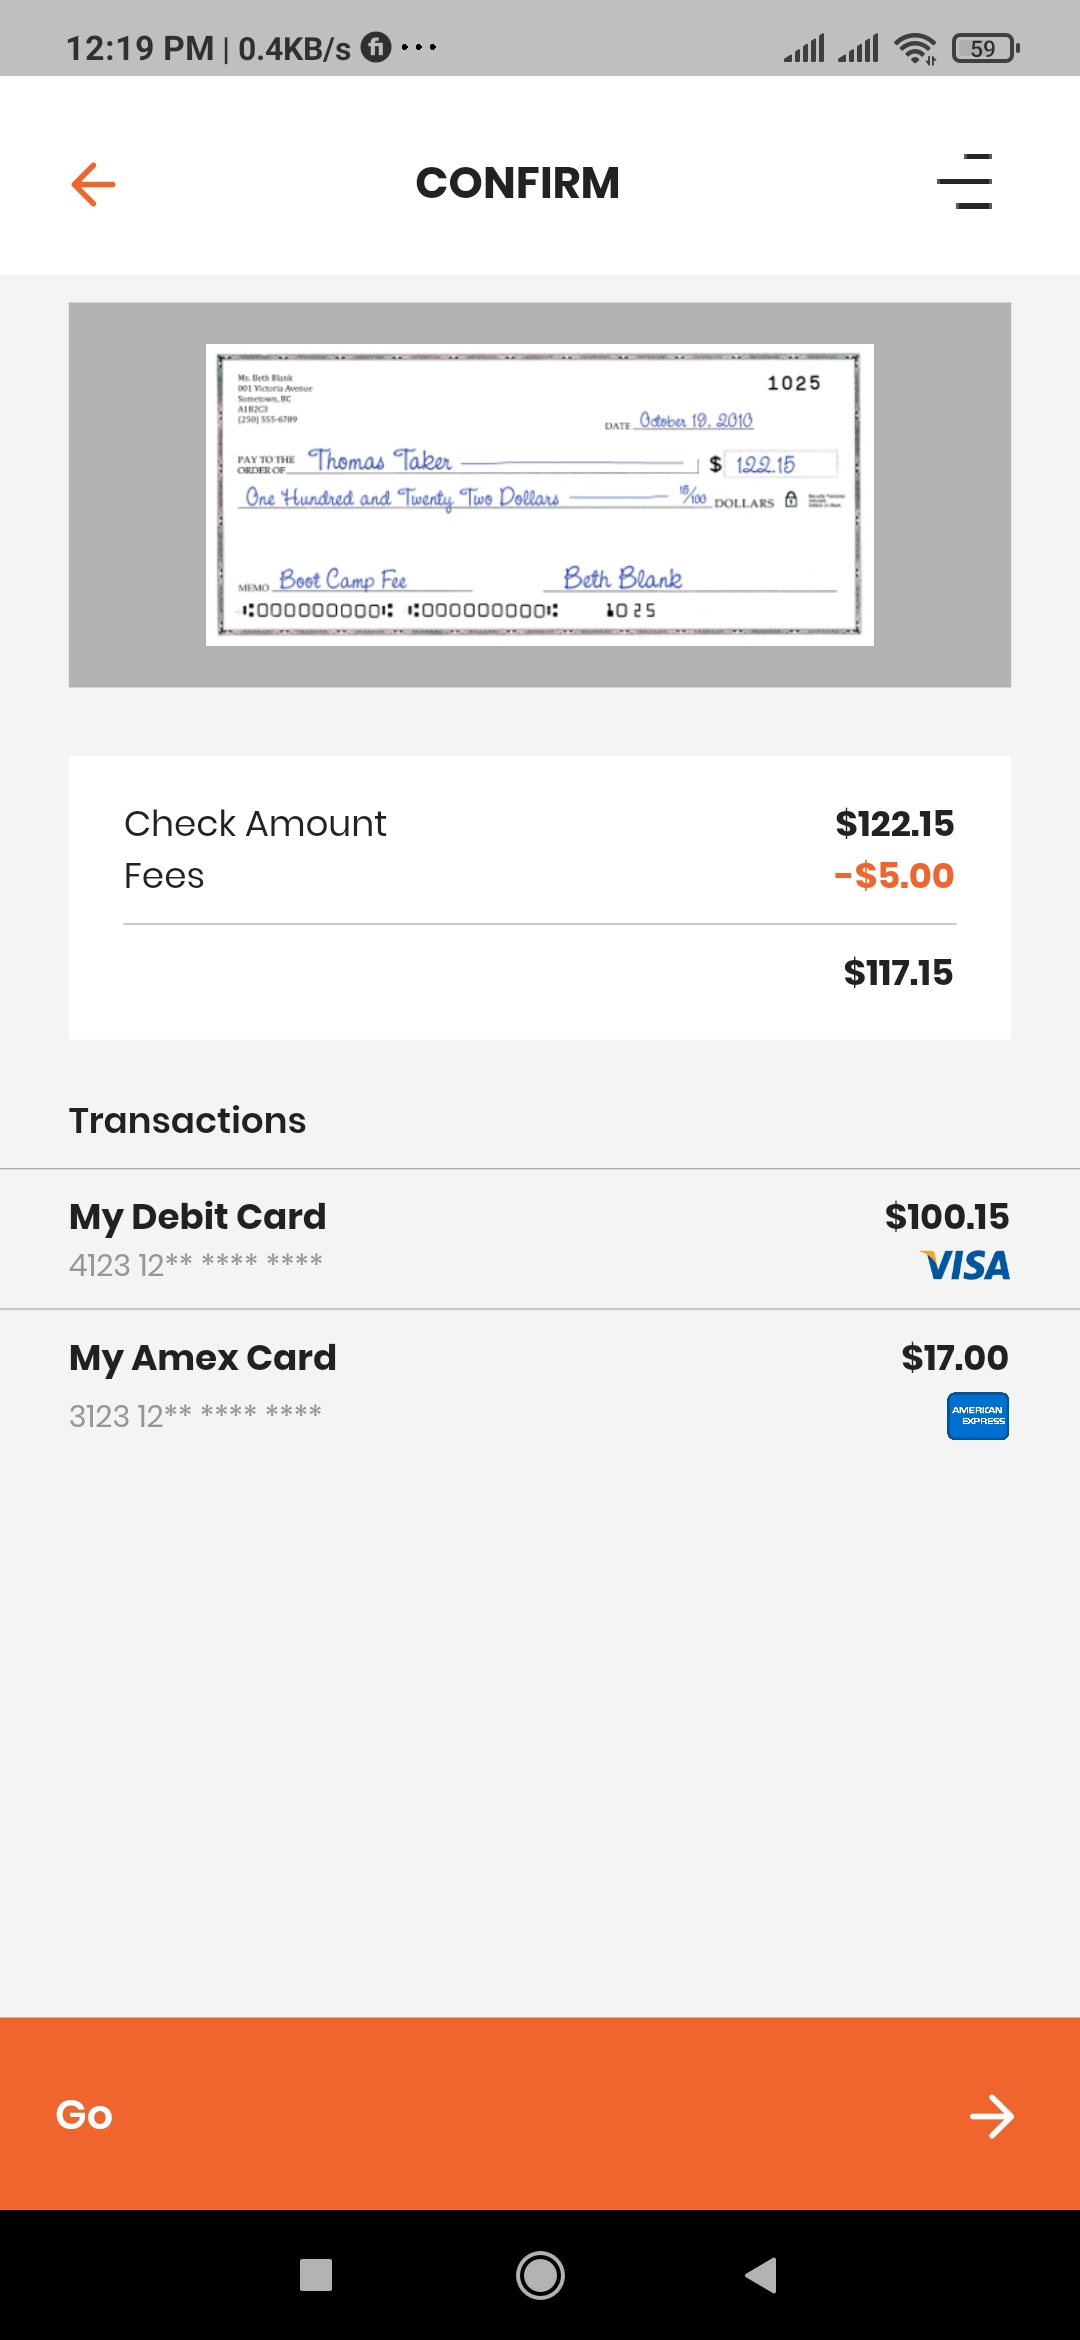 12:19 PM | 0.4KB/s fi ...
59
CONFIRM
Ms. Beth Blank
001 Victoria Avenue
Sometown, BC
A1B2C3
(250) 555-6789
1025
DATE October 19, 2010
PAY TO THE ORDER OF Thomas Taker $ 122.15
One Hundred and Twenty Two Dollars 15/100 DOLLARS
MEMO Boot Camp Fee Beth Blank
⑆000000000⑆ ⑆000000000⑆ 1025
Check Amount $122.15
Fees -$5.00
$117.15
Transactions
My Debit Card $100.15
4123 12** **** **** VISA
My Amex Card $17.00
3123 12** **** **** AMERICAN EXPRESS
Go